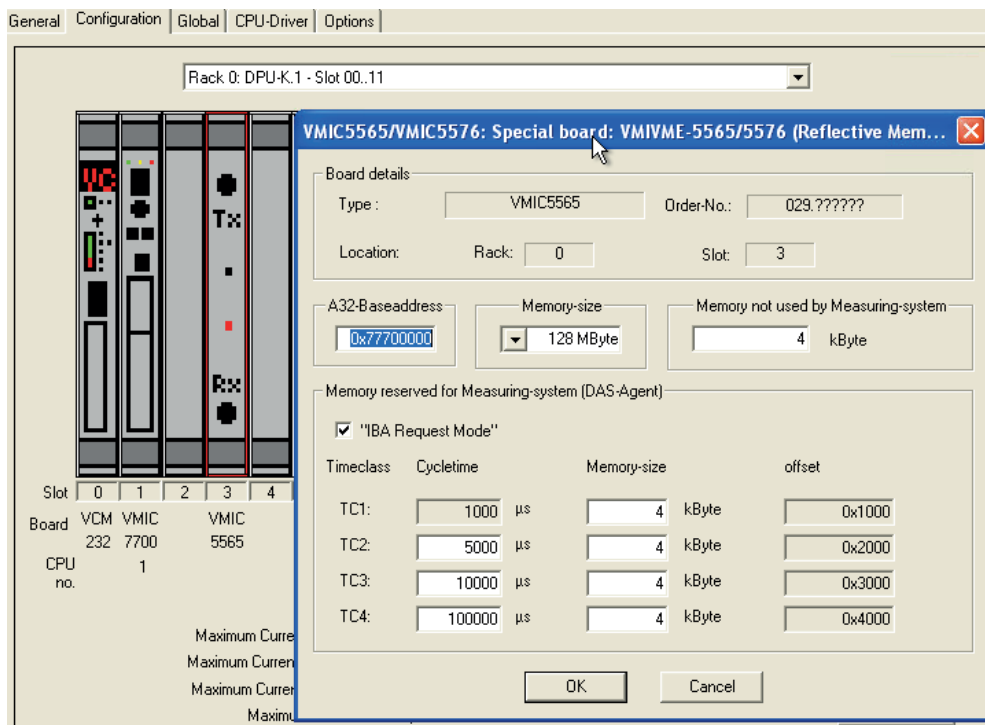 General Configuration Global CPU-Driver Options
Rack 0: DPU-K.1 - Slot 00..11
VMIC5565/VMIC5576: Special board: VMIVME-5565/5576 (Reflective Mem...
Board details
Type : VMIC5565 Order-No.: 029.??????
Location: Rack: 0 Slot: 3
A32-Baseaddress Memory-size Memory not used by Measuring-system
0x77700000 128 MByte 4 kByte
Memory reserved for Measuring-system (DAS-Agent)
"IBA Request Mode"
Timeclass Cycletime Memory-size offset
TC1: 1000 µs 4 kByte 0x1000
TC2: 5000 µs 4 kByte 0x2000
TC3: 10000 µs 4 kByte 0x3000
TC4: 100000 µs 4 kByte 0x4000
OK Cancel
VC
Tx
Rx
Slot 0 1 2 3 4
Board VCM VMIC VMIC
232 7700 5565
CPU 1
no.
Maximum Curre
Maximum Curren
Maximum Curren
Maximu